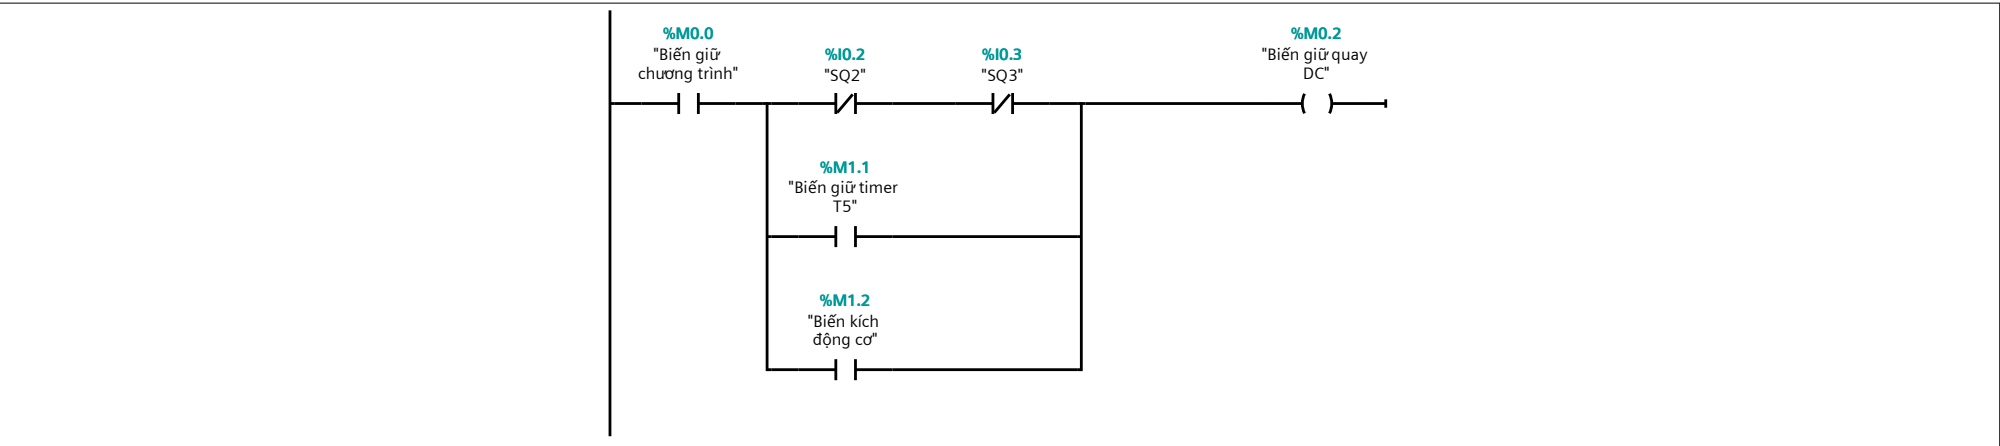 %M0.0
"Biến giữ
chương trình"
%I0.2
"SQ2"
%I0.3
"SQ3"
%M0.2
"Biến giữ quay
DC"
%M1.1
"Biến giữ timer
T5"
%M1.2
"Biến kích
động cơ"